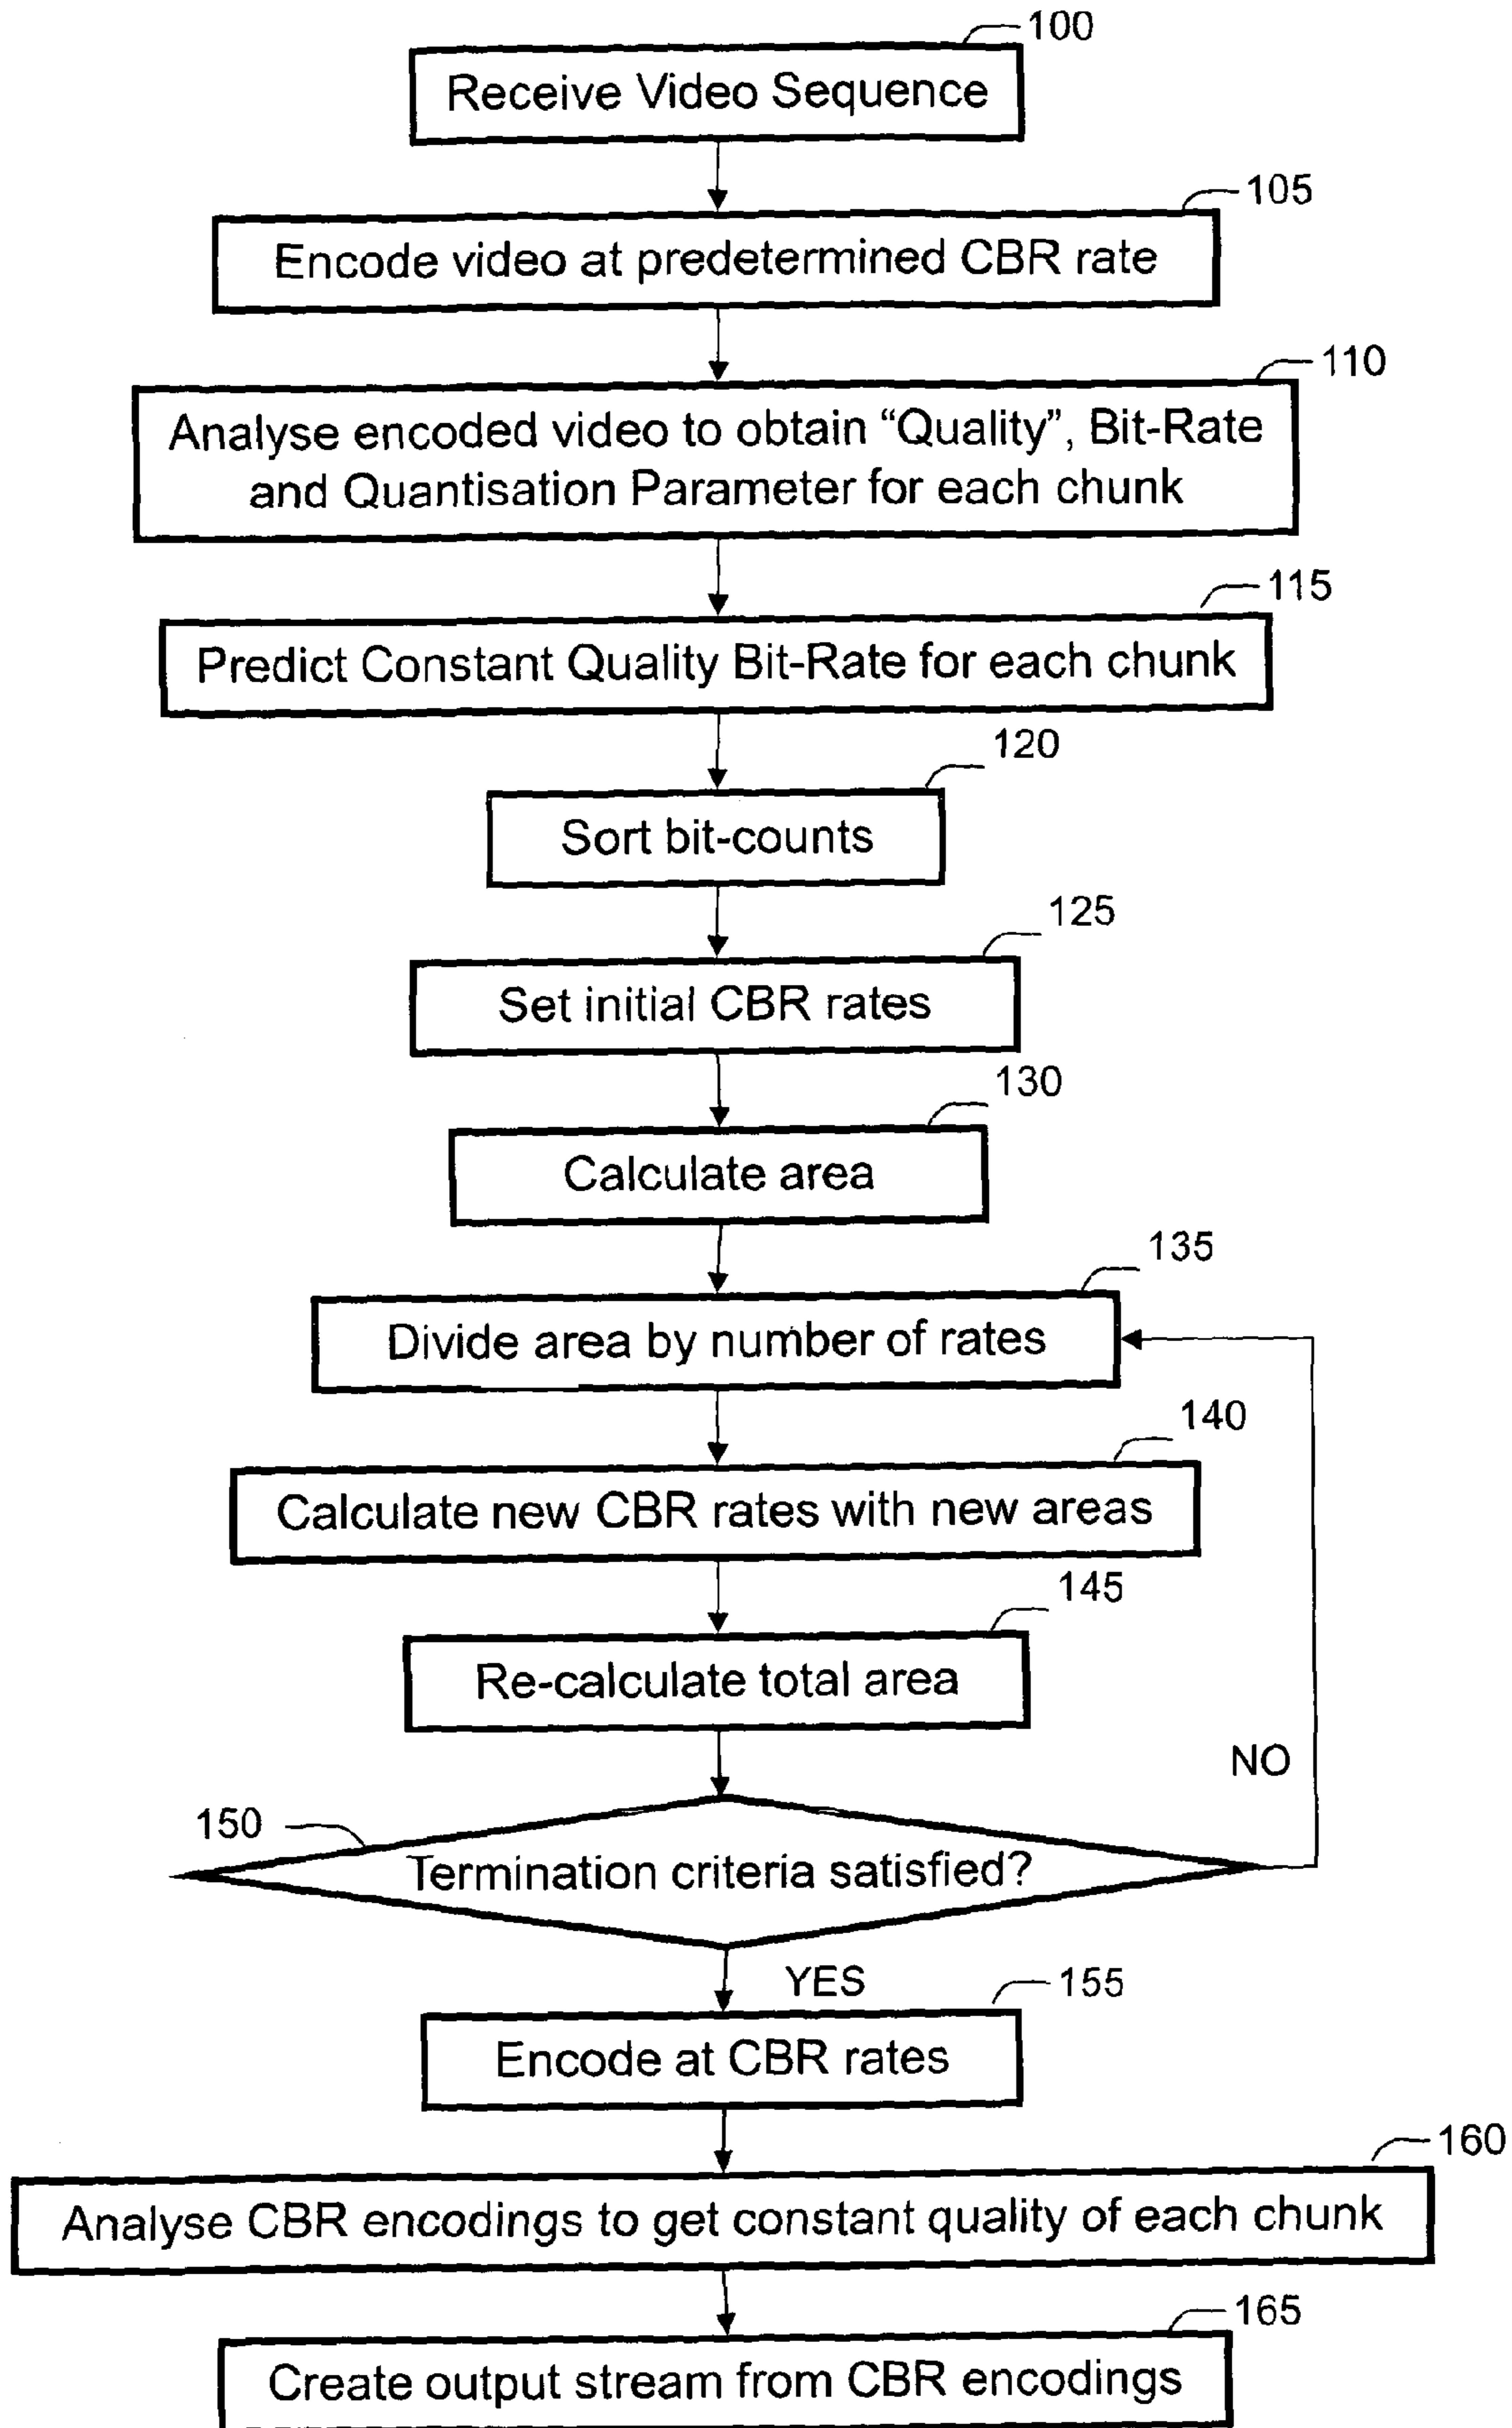 100
Receive Video Sequence
105
Encode video at predetermined CBR rate
110
Analyse encoded video to obtain “Quality”, Bit-Rate
and Quantisation Parameter for each chunk
115
Predict Constant Quality Bit-Rate for each chunk
120
Sort bit-counts
125
Set initial CBR rates
130
Calculate area
135
Divide area by number of rates
140
Calculate new CBR rates with new areas
145
Re-calculate total area
NO
150
Termination criteria satisfied?
YES
155
Encode at CBR rates
160
Analyse CBR encodings to get constant quality of each chunk
165
Create output stream from CBR encodings